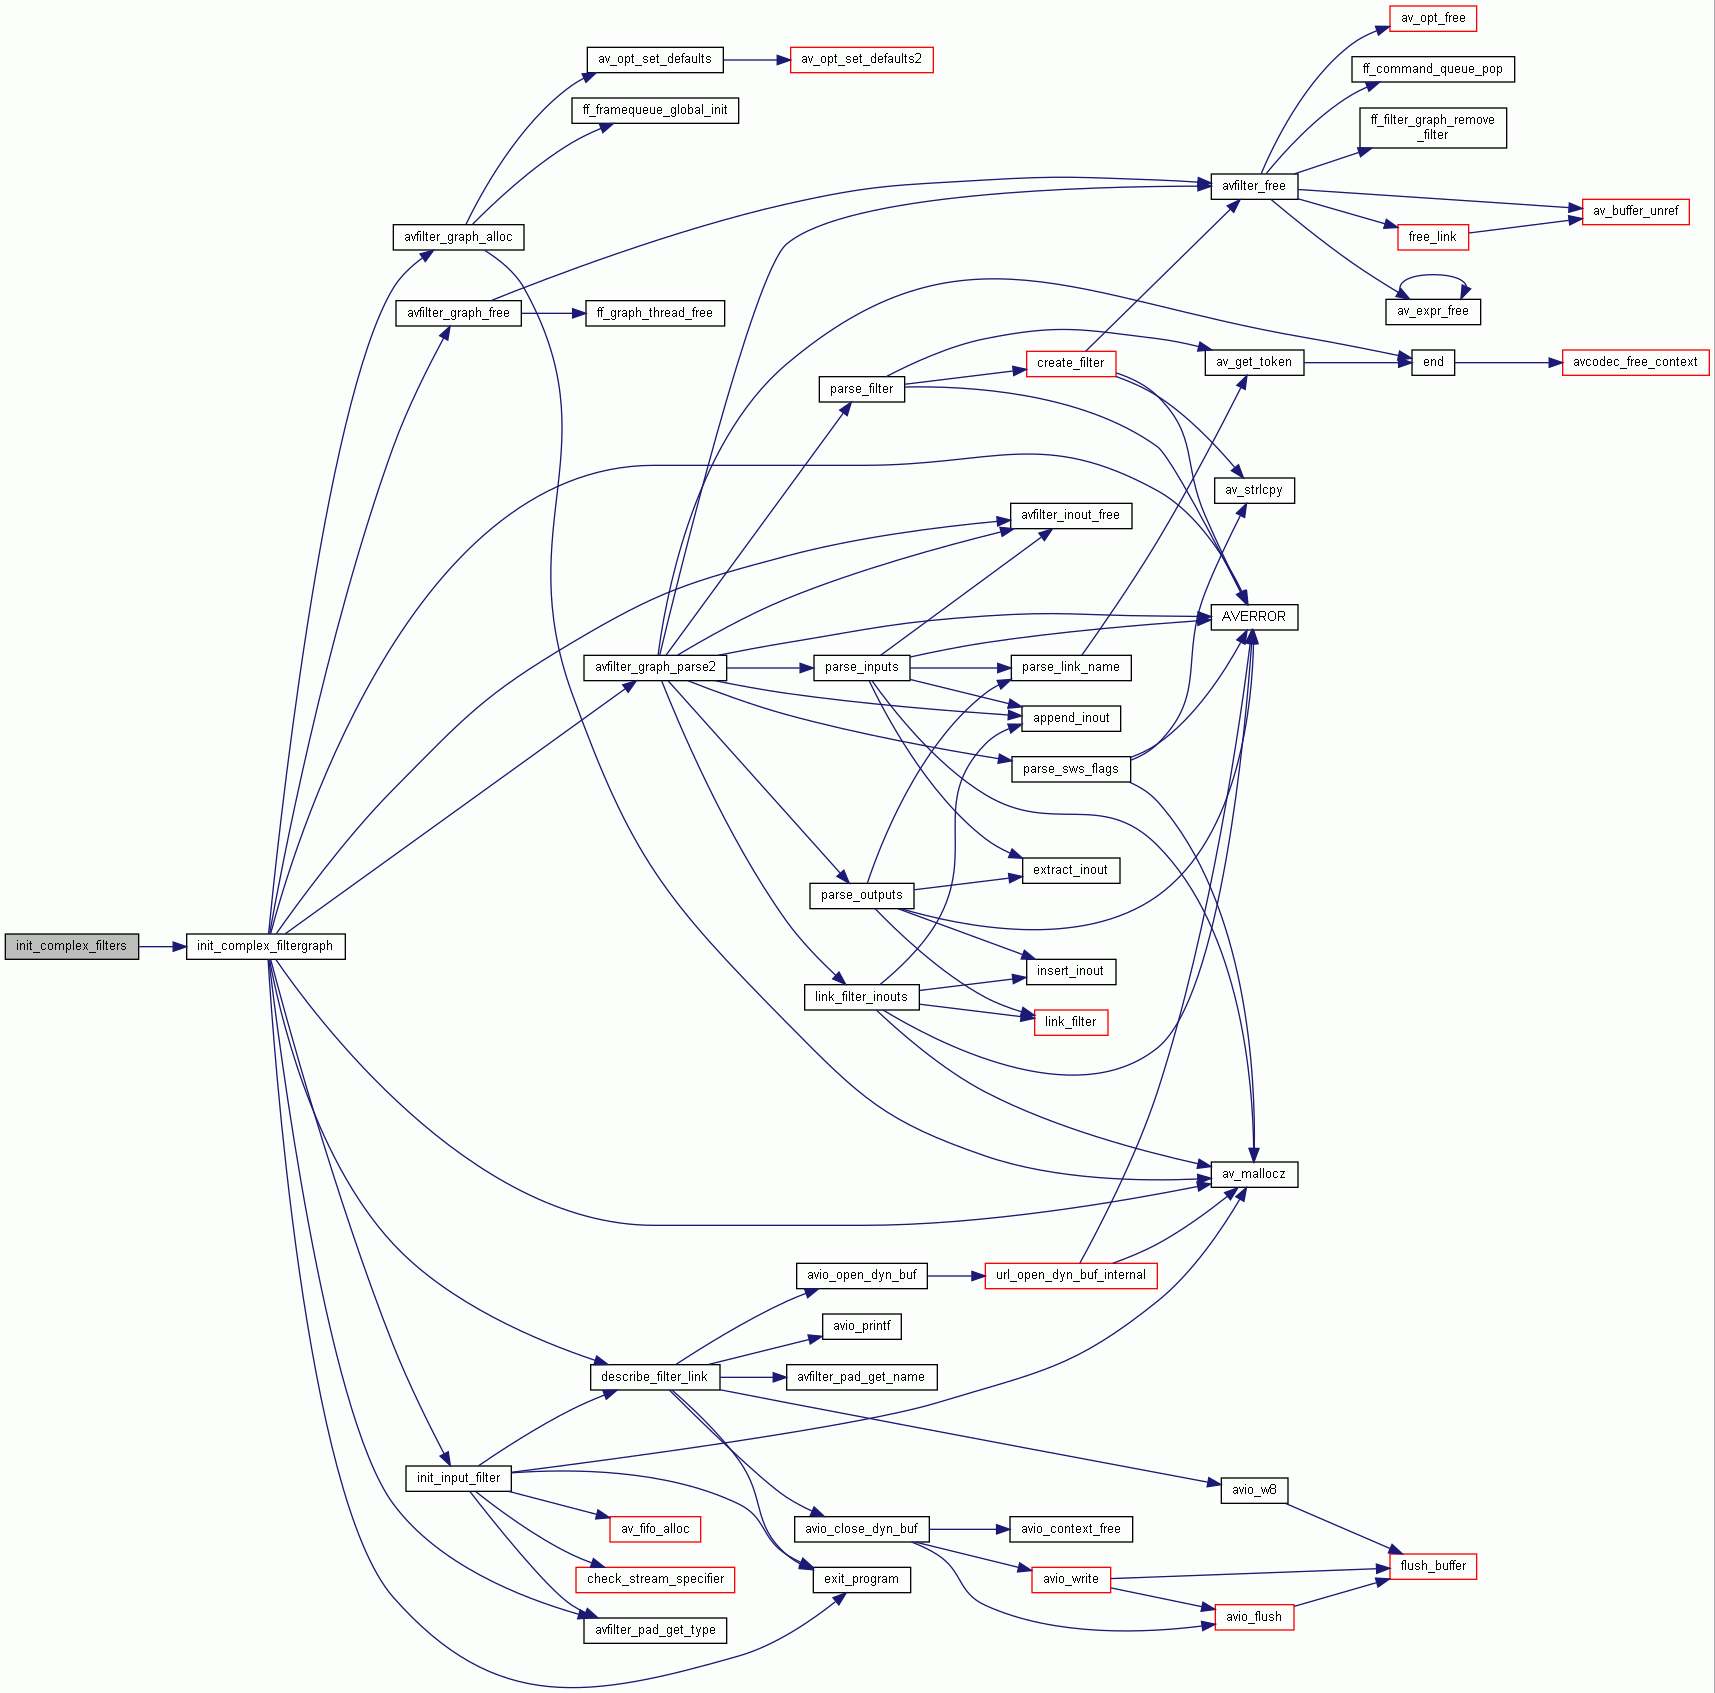 av_opt_free
av_opt_set_defaults
av_opt_set_defaults2
ff_command_queue_pop
ff_framequeue_global_init
ff_filter_graph_remove
_filter
avfilter_free
av_buffer_unref
avfilter_graph_alloc
free_link
avfilter_graph_free
ff_graph_thread_free
av_expr_free
create_filter
av_get_token
end
avcodec_free_context
parse_filter
av_strlcpy
avfilter_inout_free
AVERROR
avfilter_graph_parse2
parse_inputs
parse_link_name
append_inout
parse_sws_flags
extract_inout
parse_outputs
init_complex_filters
init_complex_filtergraph
insert_inout
link_filter_inouts
link_filter
av_mallocz
avio_open_dyn_buf
url_open_dyn_buf_internal
avio_printf
describe_filter_link
avfilter_pad_get_name
init_input_filter
avio_w8
av_fifo_alloc
avio_close_dyn_buf
avio_context_free
flush_buffer
check_stream_specifier
exit_program
avio_write
avio_flush
avfilter_pad_get_type